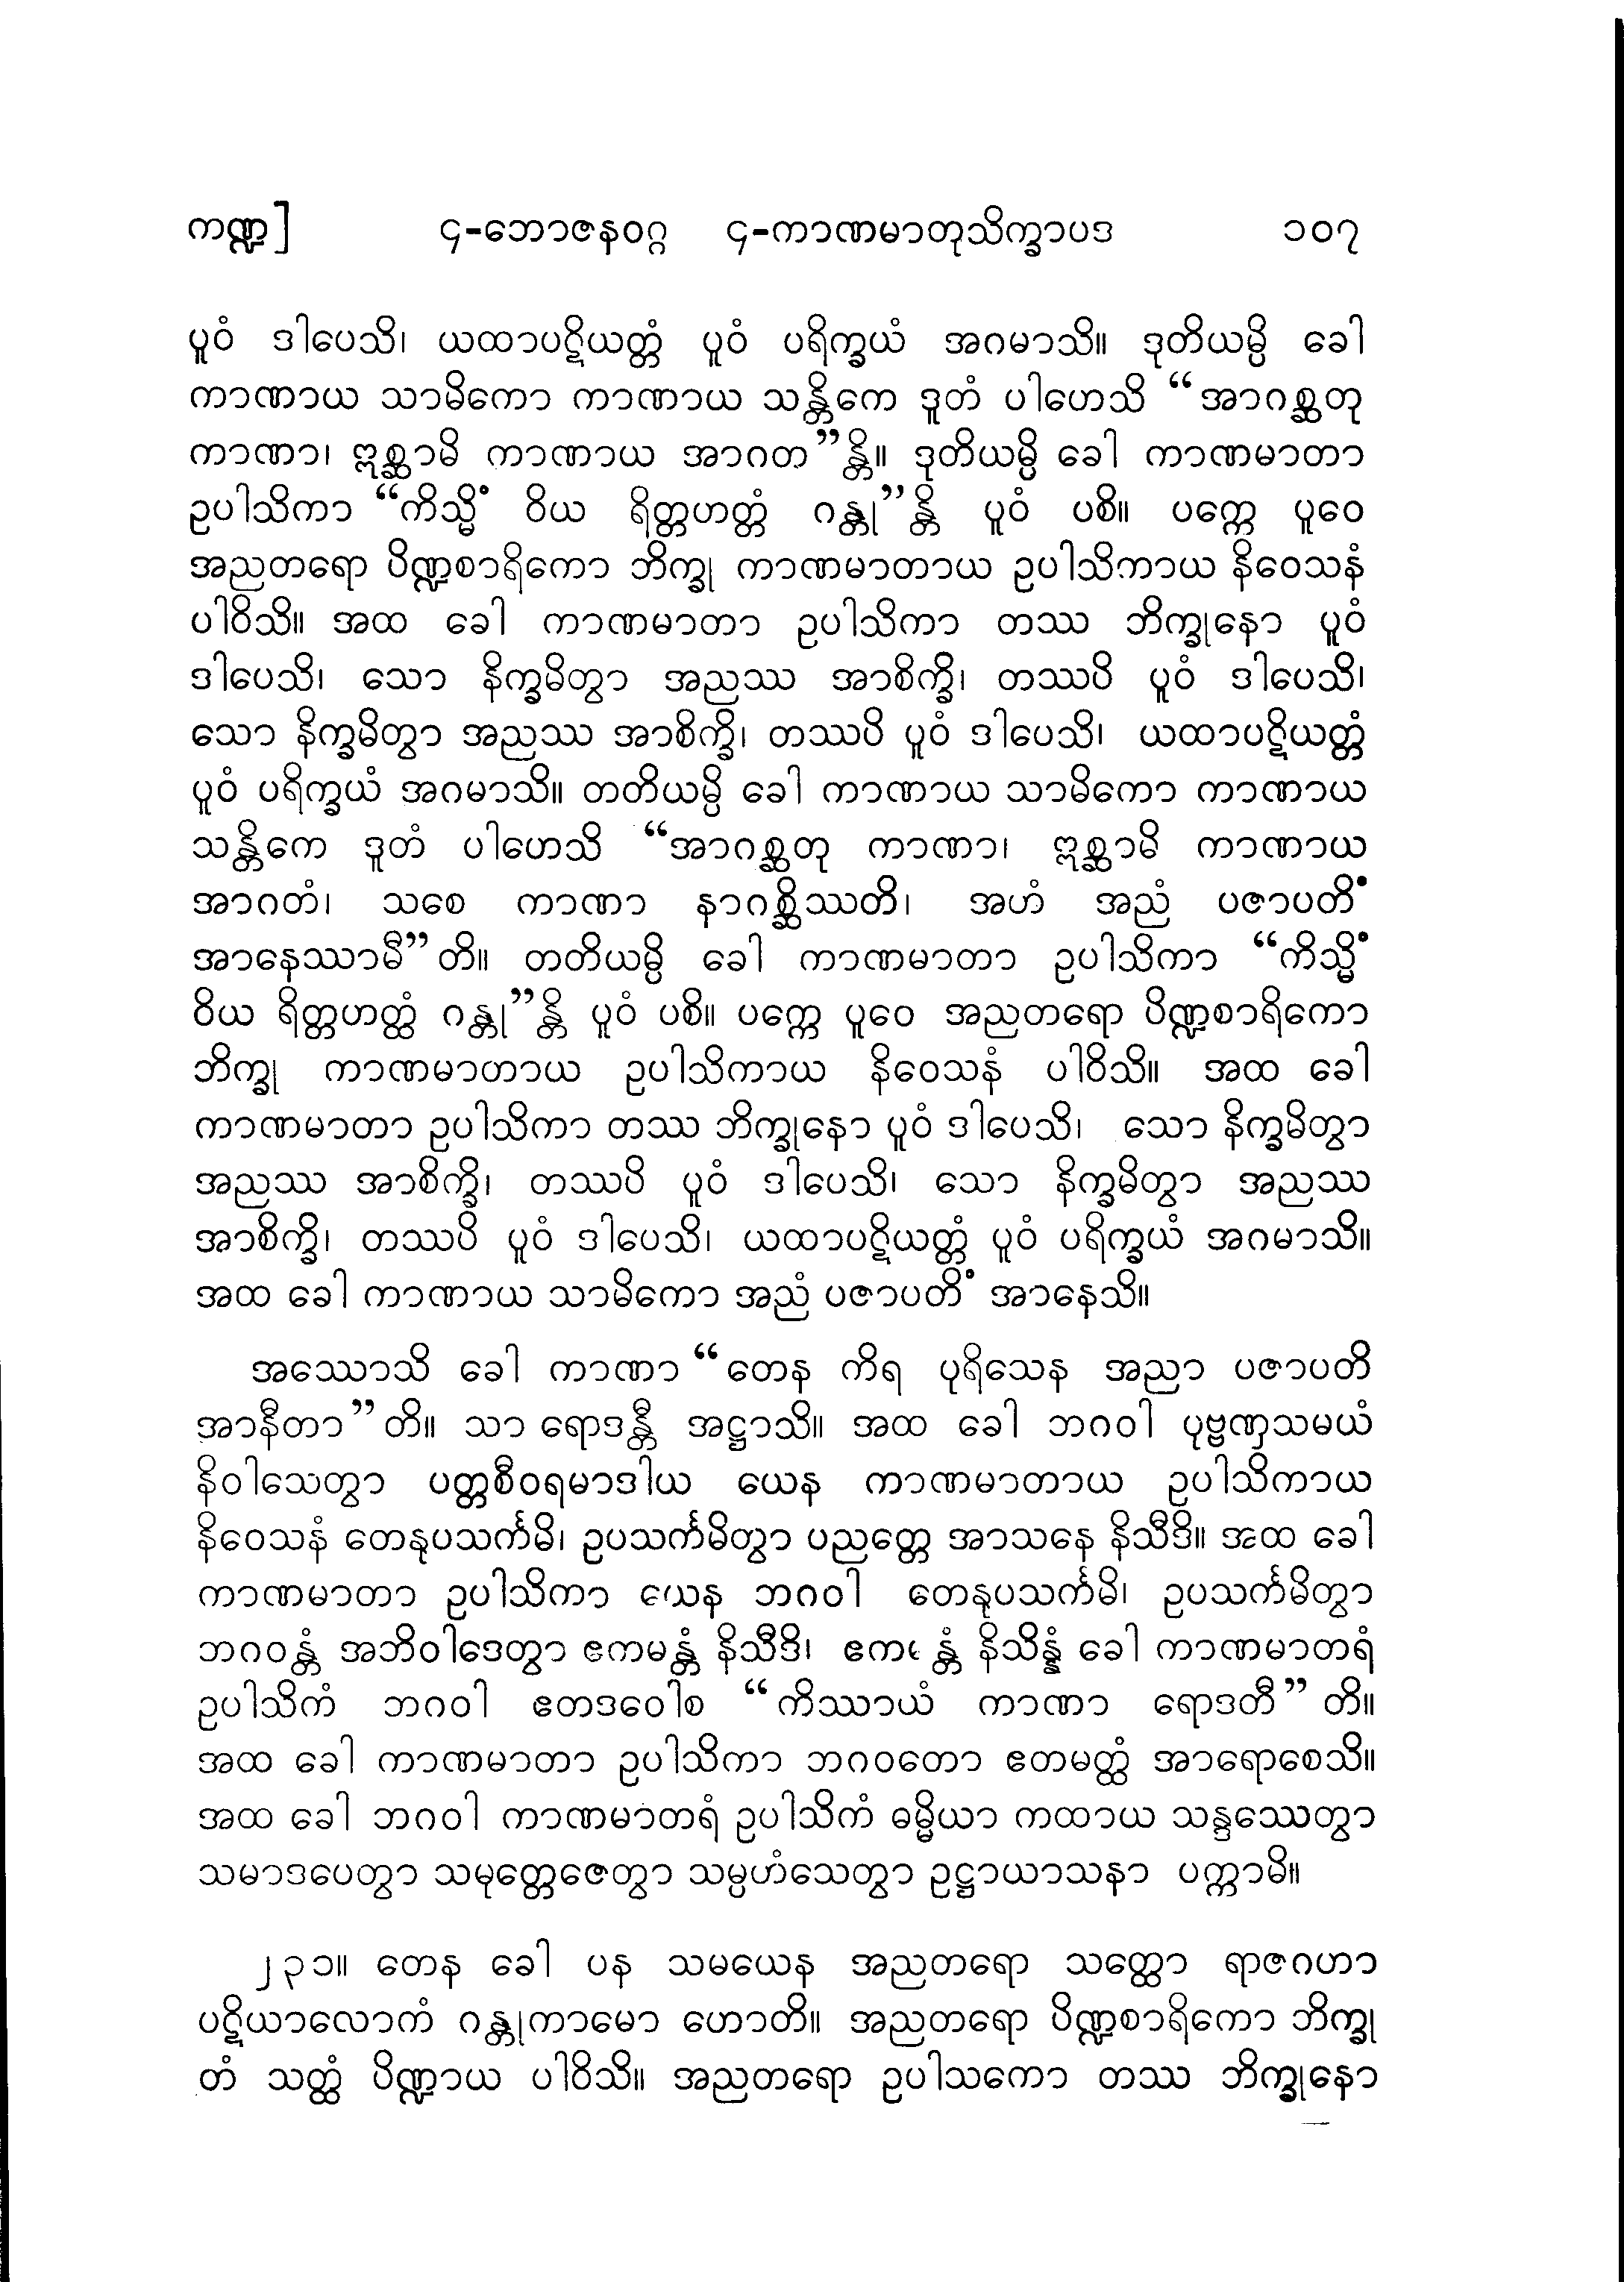 ကဏ္ဍ] ၄-ဘောဇနဝဂ္ဂ ၄-ကာဏမာတုသိက္ခာပဒ ၁၀၇
ပူဝံ ဒါပေသိ၊ ယထာပဋိယတ္တံ ပူဝံ ပရိက္ခယံ အဂမာသိ။ ဒုတိယမ္ပိ ခေါ
ကာဏာယ သာမိကော ကာဏာယ သန္တိကေ ဒူတံ ပါဟေသိ “အာဂစ္ဆတု
ကာဏာ၊ ဣစ္ဆာမိ ကာဏာယ အာဂတ”န္တိ။ ဒုတိယမ္ပိ ခေါ ကာဏမာတာ
ဥပါသိကာ “ကိသ္မိံ ဝိယ ရိတ္တဟတ္တံ ဂန္တု”န္တိ ပူဝံ ပစိ။ ပက္ကေ ပူဝေ
အညတရော ပိဏ္ဍစာရိကော ဘိက္ခု ကာဏမာတာယ ဥပါသိကာယ နိဝေသနံ
ပါဝိသိ။ အထ ခေါ ကာဏမာတာ ဥပါသိကာ တဿ ဘိက္ခုနော ပူဝံ
ဒါပေသိ၊ သော နိက္ခမိတွာ အညဿ အာစိက္ခိ၊ တဿပိ ပူဝံ ဒါပေသိ၊
သော နိက္ခမိတွာ အညဿ အာစိက္ခိ၊ တဿပိ ပူဝံ ဒါပေသိ၊ ယထာပဋိယတ္တံ
ပူဝံ ပရိက္ခယံ အဂမာသိ။ တတိယမ္ပိ ခေါ ကာဏာယ သာမိကော ကာဏာယ
သန္တိကေ ဒူတံ ပါဟေသိ “အာဂစ္ဆတု ကာဏာ၊ ဣစ္ဆာမိ ကာဏာယ
အာဂတံ၊ သစေ ကာဏာ နာဂစ္ဆိဿတိ၊ အဟံ အညံ ပဇာပတိံ
အာနေဿာမီ”တိ။ တတိယမ္ပိ ခေါ ကာဏမာတာ ဥပါသိကာ “ကိသ္မိံ
ဝိယ ရိတ္တဟတ္ထံ ဂန္တု”န္တိ ပူဝံ ပစိ။ ပက္ကေ ပူဝေ အညတရော ပိဏ္ဍစာရိကော
ဘိက္ခု ကာဏမာတာယ ဥပါသိကာယ နိဝေသနံ ပါဝိသိ။ အထ ခေါ
ကာဏမာတာ ဥပါသိကာ တဿ ဘိက္ခုနော ပူဝံ ဒါပေသိ၊ သော နိက္ခမိတွာ
အညဿ အာစိက္ခိ၊ တဿပိ ပူဝံ ဒါပေသိ၊ သော နိက္ခမိတွာ အညဿ
အာစိက္ခိ၊ တဿပိ ပူဝံ ဒါပေသိ၊ ယထာပဋိယတ္တံ ပူဝံ ပရိက္ခယံ အဂမာသိ။
အထ ခေါ ကာဏာယ သာမိကော အညံ ပဇာပတိံ အာနေသိ။
အဿောသိ ခေါ ကာဏာ “တေန ကိရ ပုရိသေန အညာ ပဇာပတိ
အာနီတာ”တိ။ သာ ရောဒန္တီ အဋ္ဌာသိ။ အထ ခေါ ဘဂဝါ ပုဗ္ဗဏှသမယံ
နိဝါသေတွာ ပတ္တစီဝရမာဒါယ ယေန ကာဏမာတာယ ဥပါသိကာယ
နိဝေသနံ တေနုပသင်္ကမိ၊ ဥပသင်္ကမိတွာ ပညတ္တေ အာသနေ နိသီဒိ။ အထ ခေါ
ကာဏမာတာ ဥပါသိကာ ယေန ဘဂဝါ တေနုပသင်္ကမိ၊ ဥပသင်္ကမိတွာ
ဘဂဝန္တံ အဘိဝါဒေတွာ ဧကမန္တံ နိသီဒိ၊ ဧကမန္တံ နိသိန္နံ ခေါ ကာဏမာတရံ
ဥပါသိကံ ဘဂဝါ ဧတဒဝေါစ “ကိဿာယံ ကာဏာ ရောဒတီ”တိ။
အထ ခေါ ကာဏမာတာ ဥပါသိကာ ဘဂဝတော ဧတမတ္ထံ အာရောစေသိ။
အထ ခေါ ဘဂဝါ ကာဏမာတရံ ဥပါသိကံ ဓမ္မိယာ ကထာယ သန္ဒဿေတွာ
သမာဒပေတွာ သမုတ္တေဇေတွာ သမ္ပဟံသေတွာ ဥဋ္ဌာယာသနာ ပက္ကာမိ။
၂၃၁။ တေန ခေါ ပန သမယေန အညတရော သတ္ထော ရာဇဂဟာ
ပဋိယာလောကံ ဂန္တုကာမော ဟောတိ။ အညတရော ပိဏ္ဍစာရိကော ဘိက္ခု
တံ သတ္ထံ ပိဏ္ဍာယ ပါဝိသိ။ အညတရော ဥပါသကော တဿ ဘိက္ခုနော